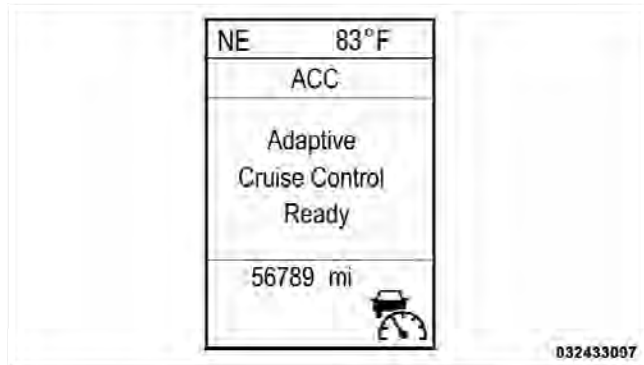 NE 83°F
ACC
Adaptive
Cruise Control
Ready
56789 mi
032433097